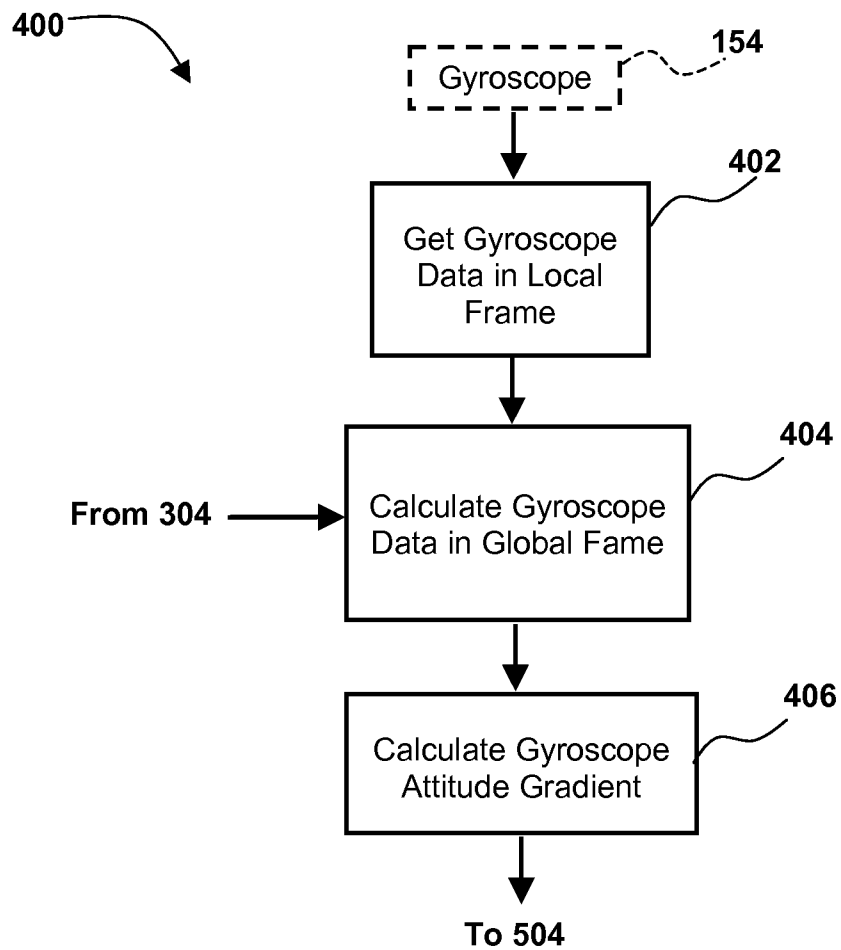 400
154
Gyroscope
402
Get Gyroscope
Data in Local
Frame
404
From 304
Calculate Gyroscope
Data in Global Fame
406
Calculate Gyroscope
Attitude Gradient
To 504